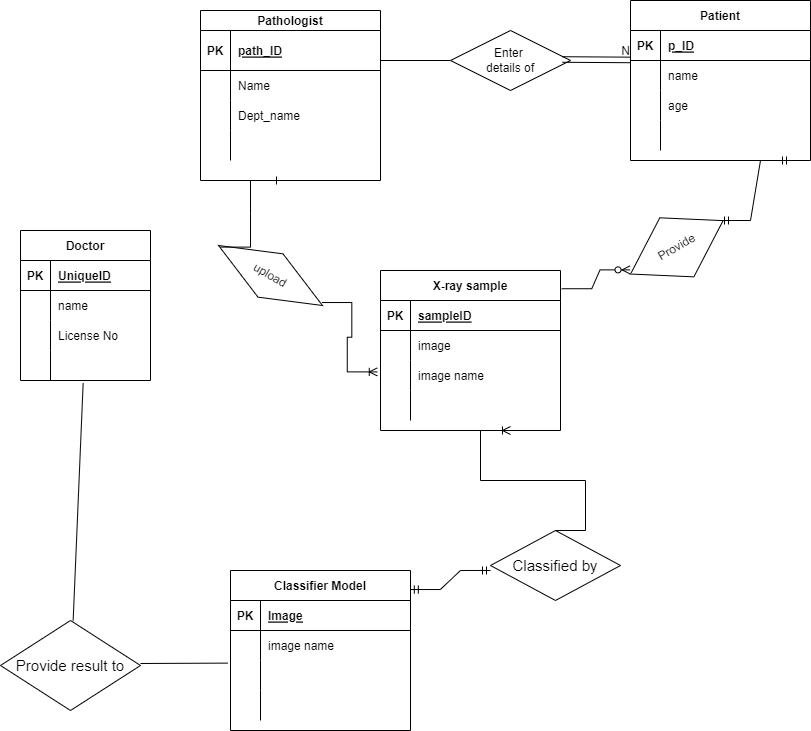 Pathologist
PK path_ID
Name
Dept_name
Enter
details of
N
Patient
PK p_ID
name
age
Doctor
PK UniqueID
name
License No
upload
Provide
X-ray sample
PK sampleID
image
image name
Classified by
Classifier Model
PK Image
image name
Provide result to